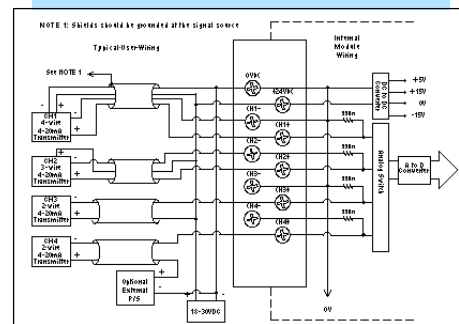 NOTE 1: Shields should be grounded at the signal source
Typical User Wiring
Internal
Module
Wiring
See NOTE 1
0VDC
+24VDC
CH1-
CH1+
CH2-
CH2+
CH3-
CH3+
CH4-
CH4+
CH1
4-wire
4-20mA
Transmitter
CH2
3-wire
4-20mA
Transmitter
CH3
2-wire
4-20mA
Transmitter
CH4
2-wire
4-20mA
Transmitter
- +
+
-
-
+
-
+
Optional
External
P/S
+
-
+ -
18-30VDC
DC to DC
Converter
+5V
+15V
0V
-15V
Analog Switch
A to D
Converter
0V